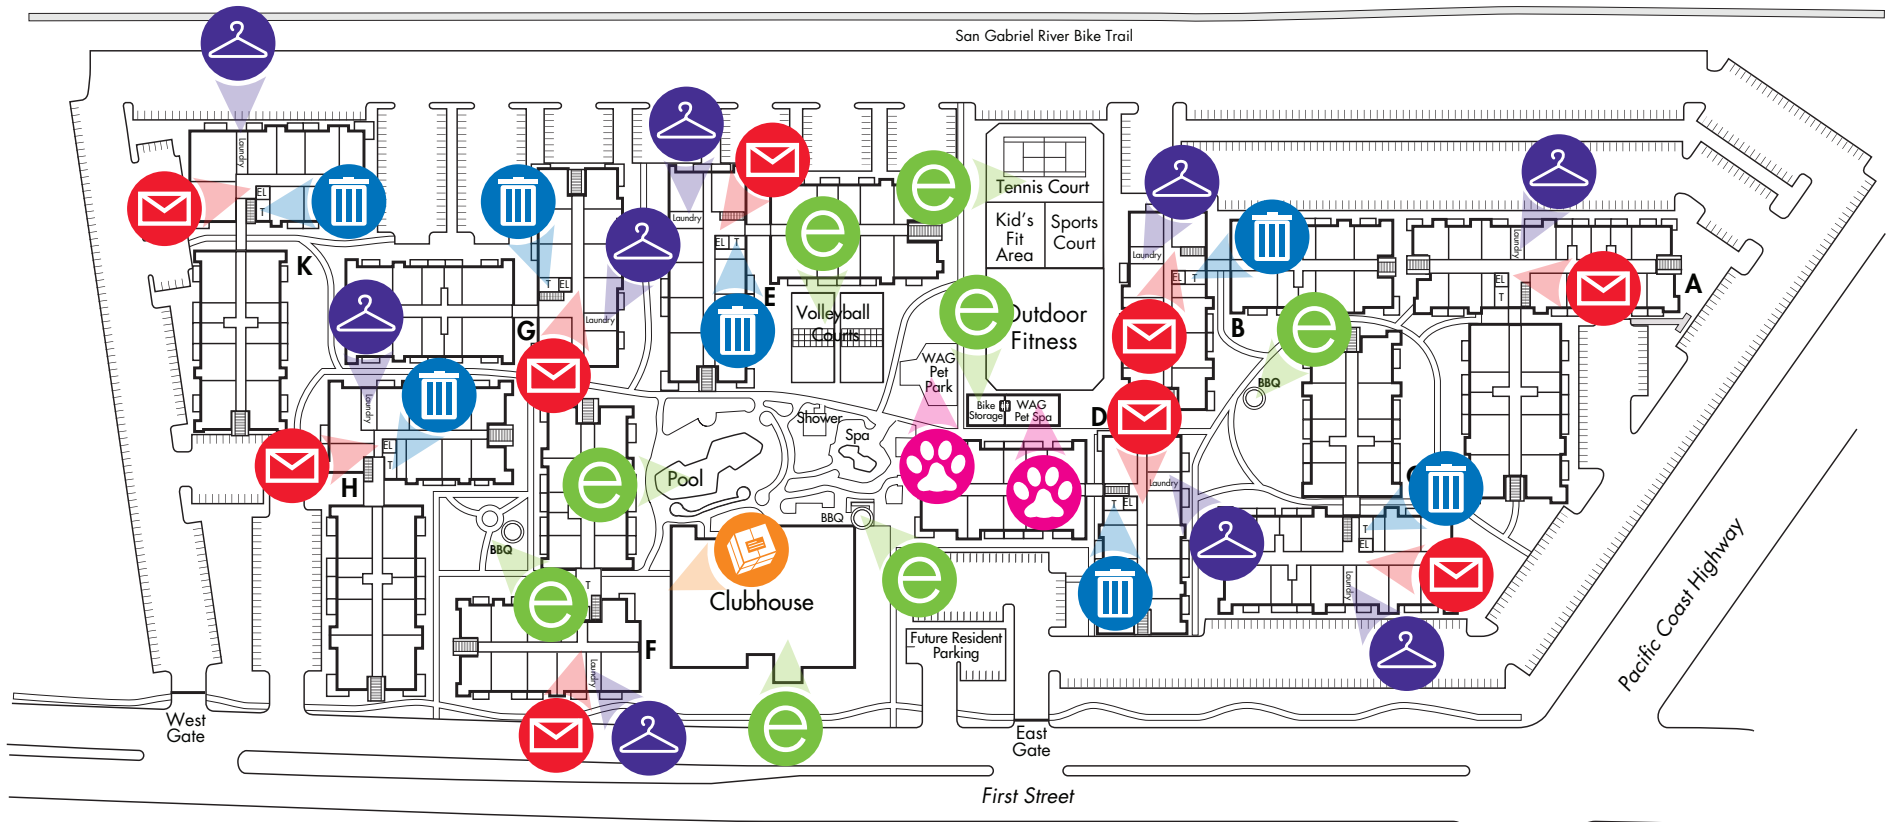 San Gabriel River Bike Trail
Laundry
EL
T
K
Laundry
G
T
EL
Laundry
Laundry
EL
T
E
Volleyball
Courts
Tennis Court
Kid's
Fit
Area
Sports
Court
Outdoor
Fitness
WAG
Pet
Park
Bike
Storage
WAG
Pet Spa
Laundry
EL
T
B
BBQ
Laundry
EL
T
A
Laundry
EL
T
H
BBQ
Pool
Shower
Spa
BBQ
Clubhouse
T
Laundry
F
D
Laundry
T
EL
C
T
EL
Laundry
Future Resident
Parking
West
Gate
East
Gate
First Street
Pacific Coast Highway
e
e
e
e
e
e
e
e